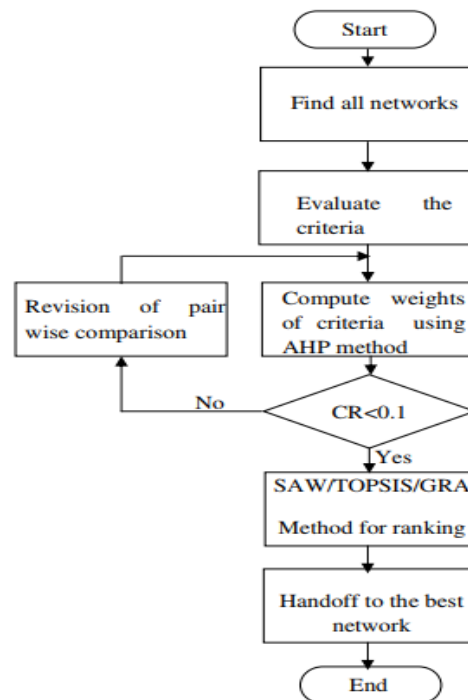 Start
Find all networks
Evaluate the
criteria
Revision of pair
wise comparison
Compute weights
of criteria using
AHP method
No
CR<0.1
Yes
SAW/TOPSIS/GRA
Method for ranking
Handoff to the best
network
End